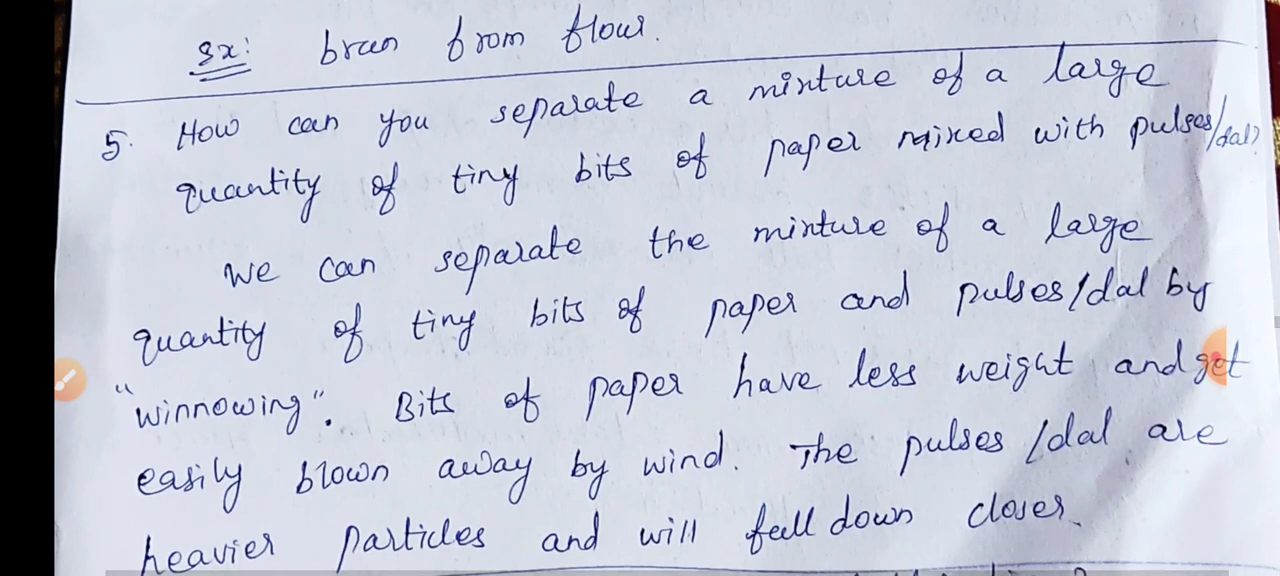 Ex: bran from flour.
5. How can you separate a mixture of a large
quantity of tiny bits of paper mixed with pulses/dal?
We can separate the mixture of a large
quantity of tiny bits of paper and pulses/dal by
"winnowing". Bits of paper have less weight and get
easily blown away by wind. The pulses/dal are
heavier particles and will fall down closer.